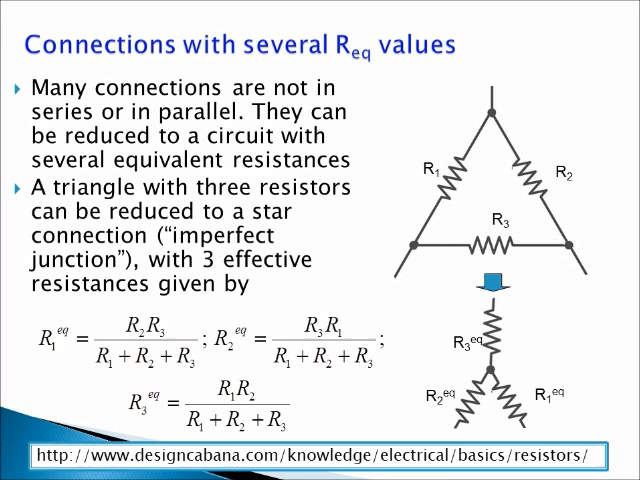 Connections with several Req values
Many connections are not in
series or in parallel. They can
be reduced to a circuit with
several equivalent resistances
A triangle with three resistors
can be reduced to a star
connection (“imperfect
junction”), with 3 effective
resistances given by
R1^eq = R2R3 / (R1 + R2 + R3) ; R2^eq = R3R1 / (R1 + R2 + R3) ;
R3^eq = R1R2 / (R1 + R2 + R3)
R1
R2
R3
R3eq
R2eq
R1eq
http://www.designcabana.com/knowledge/electrical/basics/resistors/